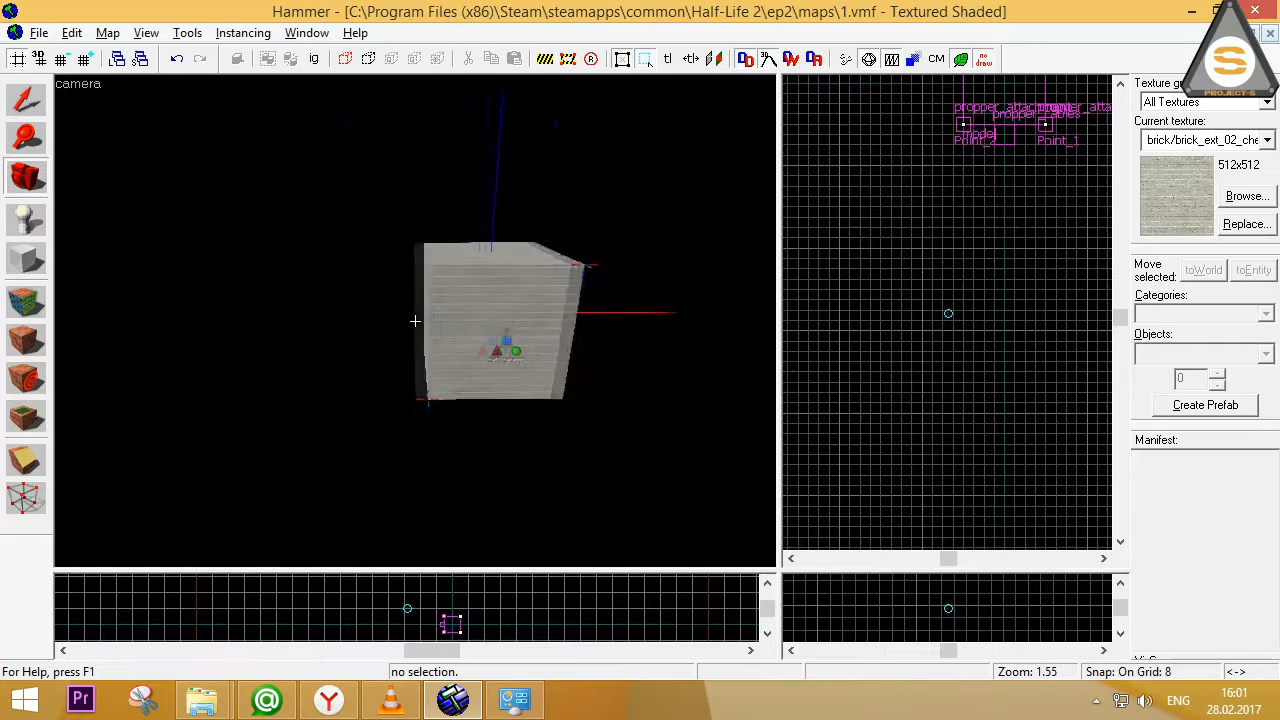 Hammer - [C:\Program Files (x86)\Steam\steamapps\common\Half-Life 2\ep2\maps\1.vmf - Textured Shaded]
File Edit Map View Tools Instancing Window Help
S
PROJECT-S
camera
model
Point_1
All Textures
Current texture:
brick/brick_ext_02_che
512x512
Browse...
Replace...
Move selected:
toWorld
toEntity
Categories:
Objects:
0
Create Prefab
Manifest:
For Help, press F1
no selection.
Zoom: 1.55
Snap: On Grid: 8
<->
Pr
ENG
16:01
28.02.2017